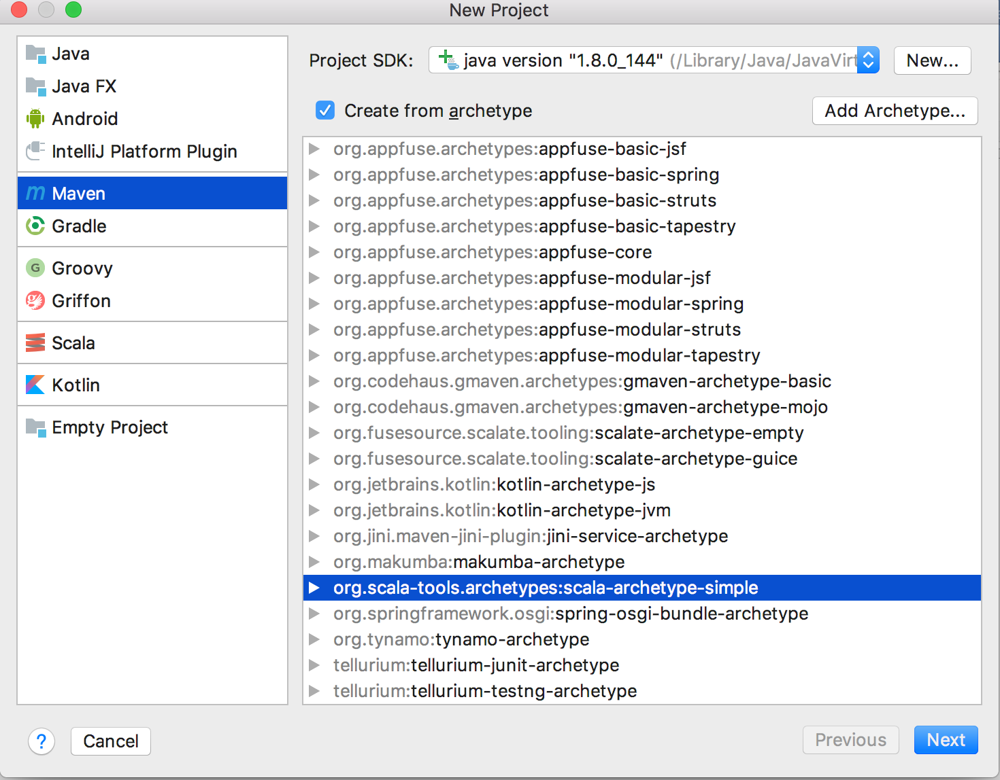 New Project
Java
Java FX
Android
IntelliJ Platform Plugin
Maven
Gradle
Groovy
Griffon
Scala
Kotlin
Empty Project
Project SDK: java version "1.8.0_144" (/Library/Java/JavaVirt New...
Create from archetype Add Archetype...
org.appfuse.archetypes:appfuse-basic-jsf
org.appfuse.archetypes:appfuse-basic-spring
org.appfuse.archetypes:appfuse-basic-struts
org.appfuse.archetypes:appfuse-basic-tapestry
org.appfuse.archetypes:appfuse-core
org.appfuse.archetypes:appfuse-modular-jsf
org.appfuse.archetypes:appfuse-modular-spring
org.appfuse.archetypes:appfuse-modular-struts
org.appfuse.archetypes:appfuse-modular-tapestry
org.codehaus.gmaven.archetypes:gmaven-archetype-basic
org.codehaus.gmaven.archetypes:gmaven-archetype-mojo
org.fusesource.scalate.tooling:scalate-archetype-empty
org.fusesource.scalate.tooling:scalate-archetype-guice
org.jetbrains.kotlin:kotlin-archetype-js
org.jetbrains.kotlin:kotlin-archetype-jvm
org.jini.maven-jini-plugin:jini-service-archetype
org.makumba:makumba-archetype
org.scala-tools.archetypes:scala-archetype-simple
org.springframework.osgi:spring-osgi-bundle-archetype
org.tynamo:tynamo-archetype
tellurium:tellurium-junit-archetype
tellurium:tellurium-testng-archetype
? Cancel Previous Next